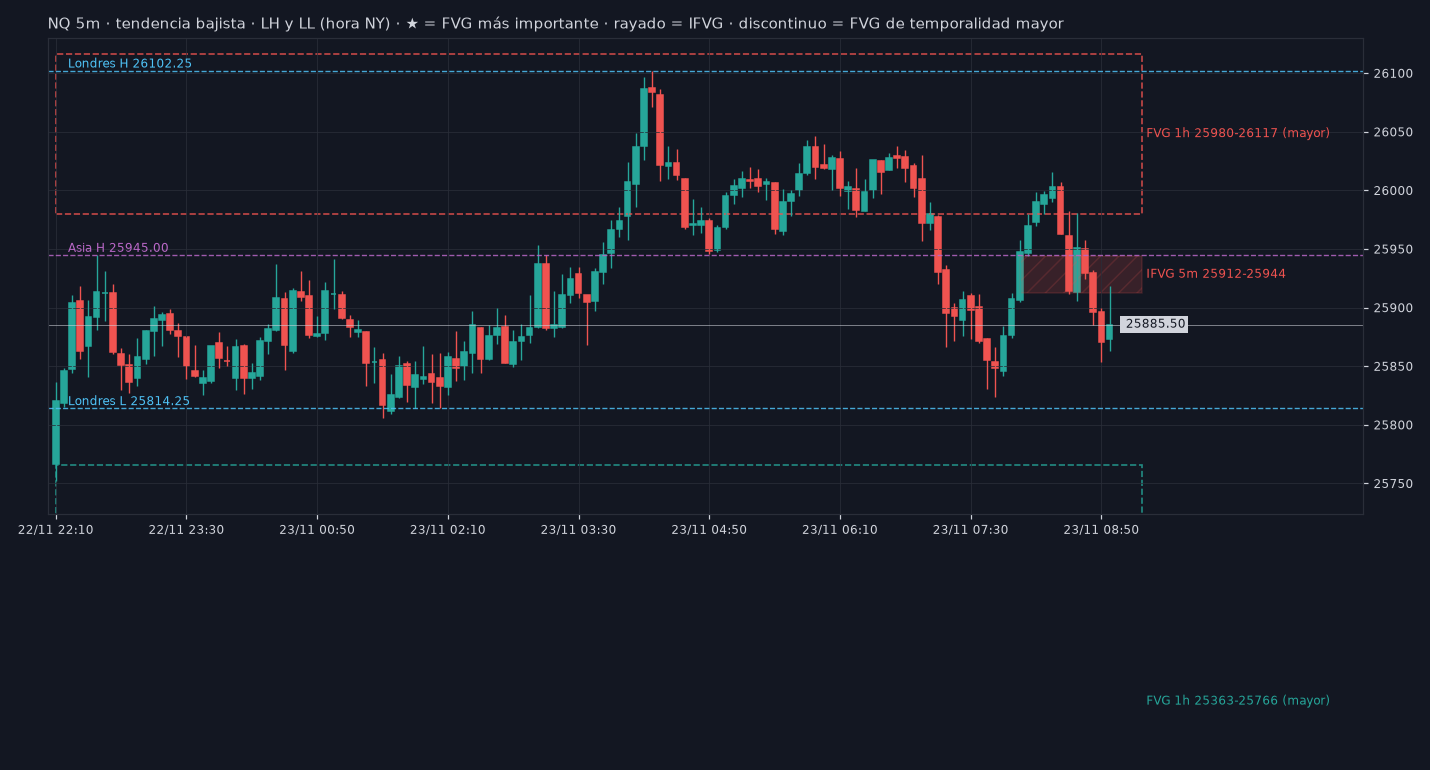 NQ 5m · tendencia bajista · LH y LL (hora NY) · ★ = FVG más importante · rayado = IFVG · discontinuo = FVG de temporalidad mayor
Londres H 26102.25
26100
FVG 1h 25980-26117 (mayor)
26050
26000
Asia H 25945.00
25950
IFVG 5m 25912-25944
25900
25885.50
25850
Londres L 25814.25
25800
25750
22/11 22:10
22/11 23:30
23/11 00:50
23/11 02:10
23/11 03:30
23/11 04:50
23/11 06:10
23/11 07:30
23/11 08:50
FVG 1h 25363-25766 (mayor)